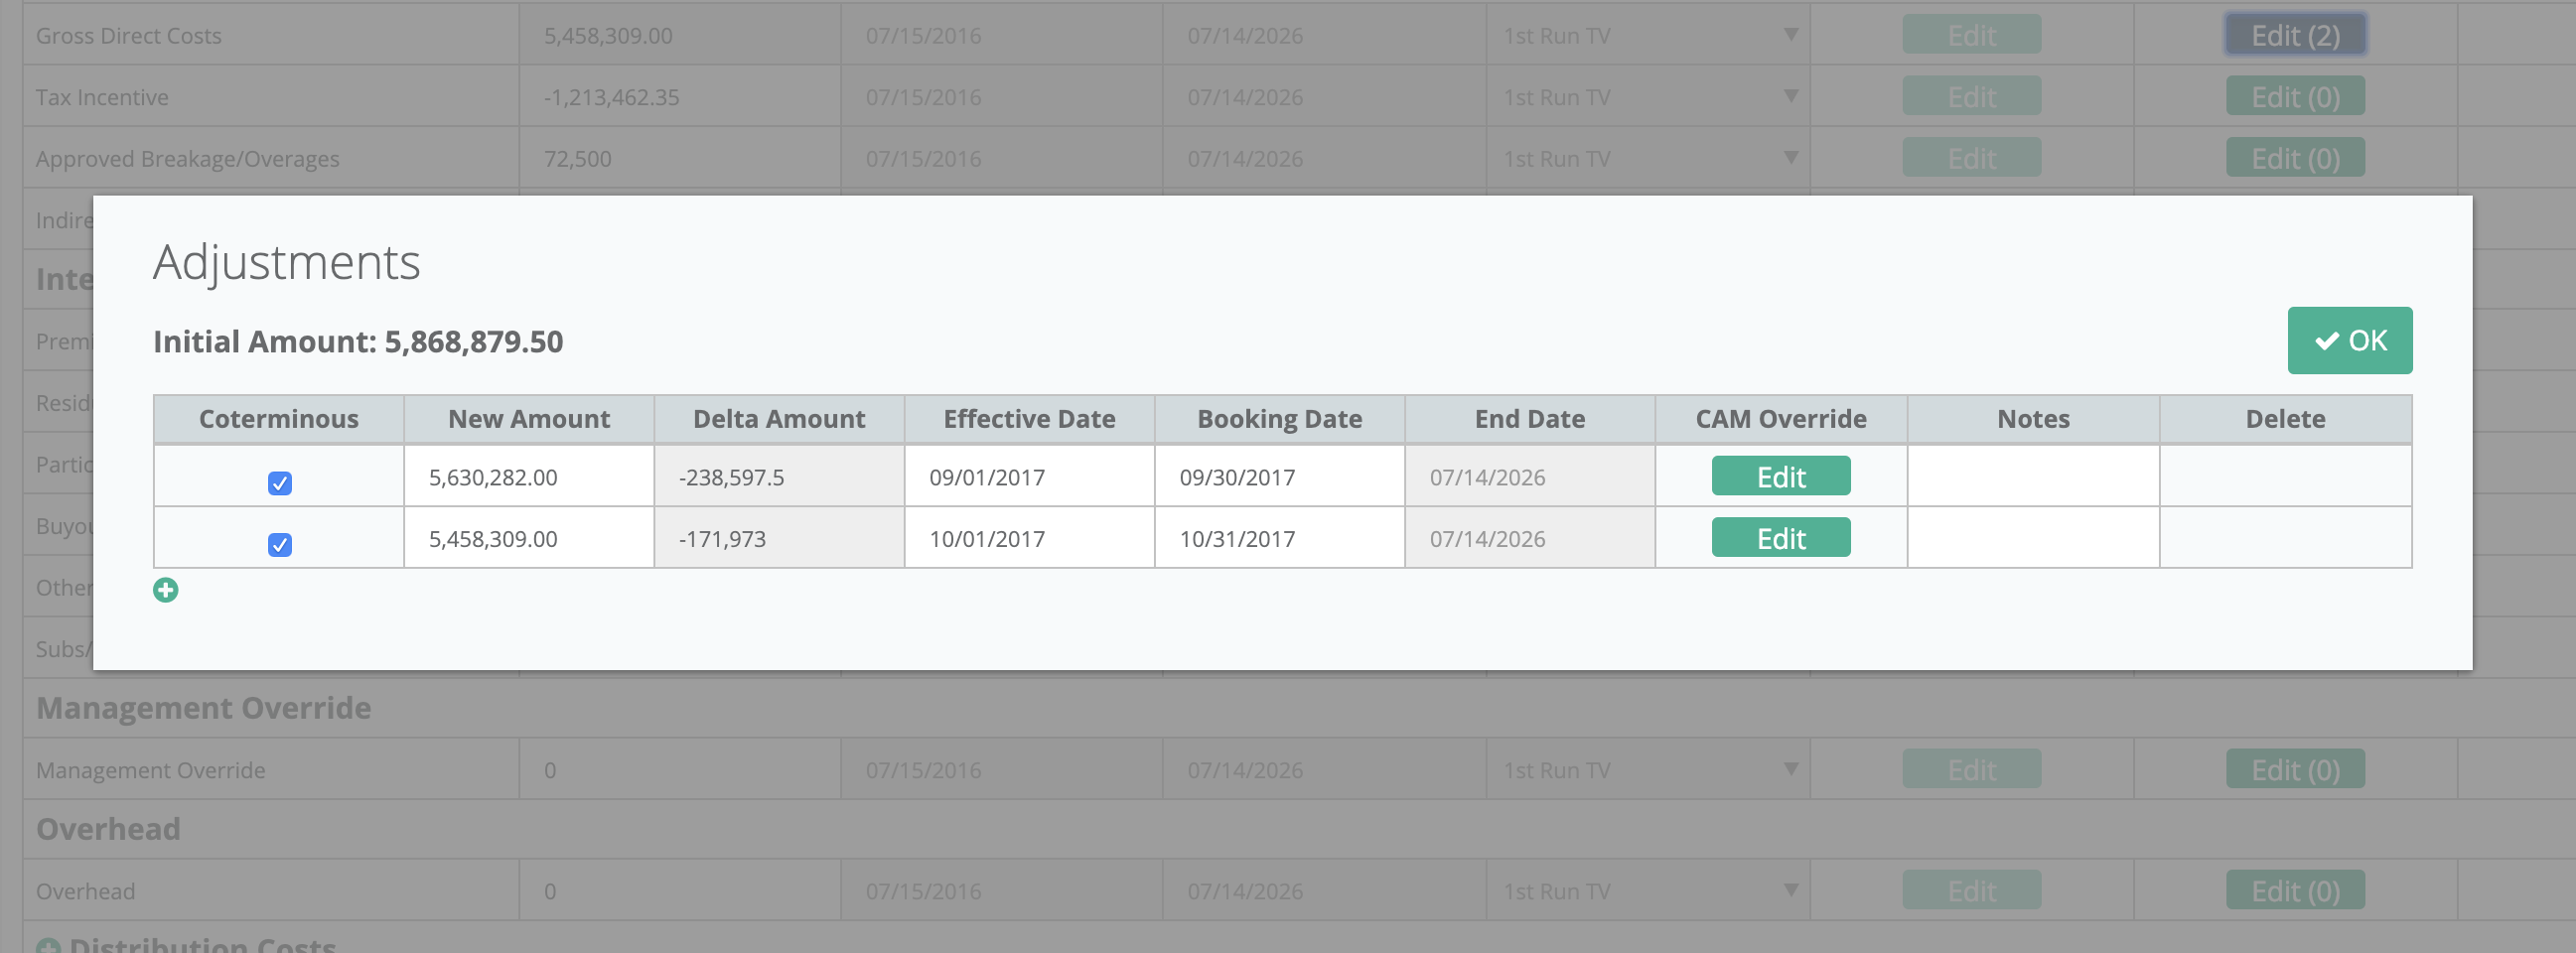 Gross Direct Costs 5,458,309.00 07/15/2016 07/14/2026 1st Run TV Edit Edit (2)
Tax Incentive -1,213,462.35 07/15/2016 07/14/2026 1st Run TV Edit Edit (0)
Approved Breakage/Overages 72,500 07/15/2016 07/14/2026 1st Run TV Edit Edit (0)
Indire
Inte
Premi
Resid
Partic
Buyou
Other
Subs/
Adjustments
Initial Amount: 5,868,879.50
OK
Coterminous New Amount Delta Amount Effective Date Booking Date End Date CAM Override Notes Delete
5,630,282.00 -238,597.5 09/01/2017 09/30/2017 07/14/2026 Edit
5,458,309.00 -171,973 10/01/2017 10/31/2017 07/14/2026 Edit
Management Override
Management Override 0 07/15/2016 07/14/2026 1st Run TV Edit Edit (0)
Overhead
Overhead 0 07/15/2016 07/14/2026 1st Run TV Edit Edit (0)
Distribution Costs